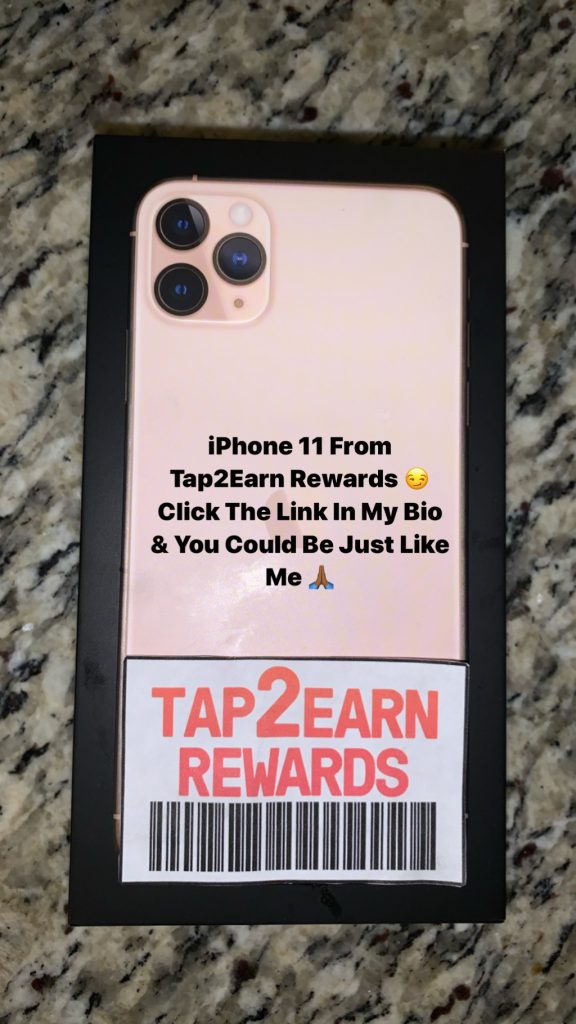 iPhone 11 From
Tap2Earn Rewards 😏
Click The Link In My Bio
& You Could Be Just Like
Me 🙏🏾
TAP2EARN
REWARDS